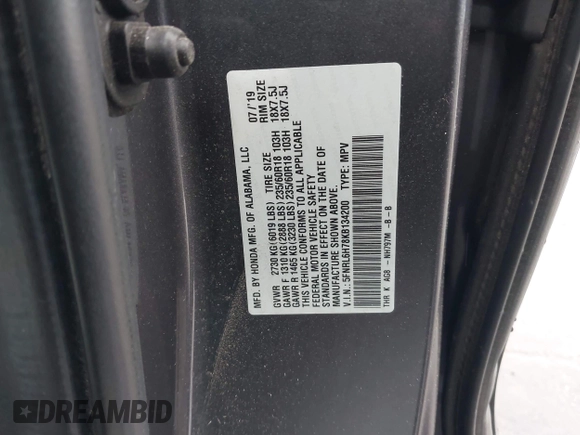 MFD. BY HONDA MFG. OF ALABAMA, LLC 07/'19
TIRE SIZE RIM SIZE
GVWR 2730 KG(6019 LBS)
GAWR F 1310 KG(2888 LBS) 235/60R18 103H 18X7.5J
GAWR R 1465 KG(3230 LBS) 235/60R18 103H 18X7.5J
THIS VEHICLE CONFORMS TO ALL APPLICABLE
FEDERAL MOTOR VEHICLE SAFETY
STANDARDS IN EFFECT ON THE DATE OF
MANUFACTURE SHOWN ABOVE.
V.I.N.: 5FNRL6H78KB134200 TYPE: MPV
THR K AG8 - NH797M -B - B
DREAMBID